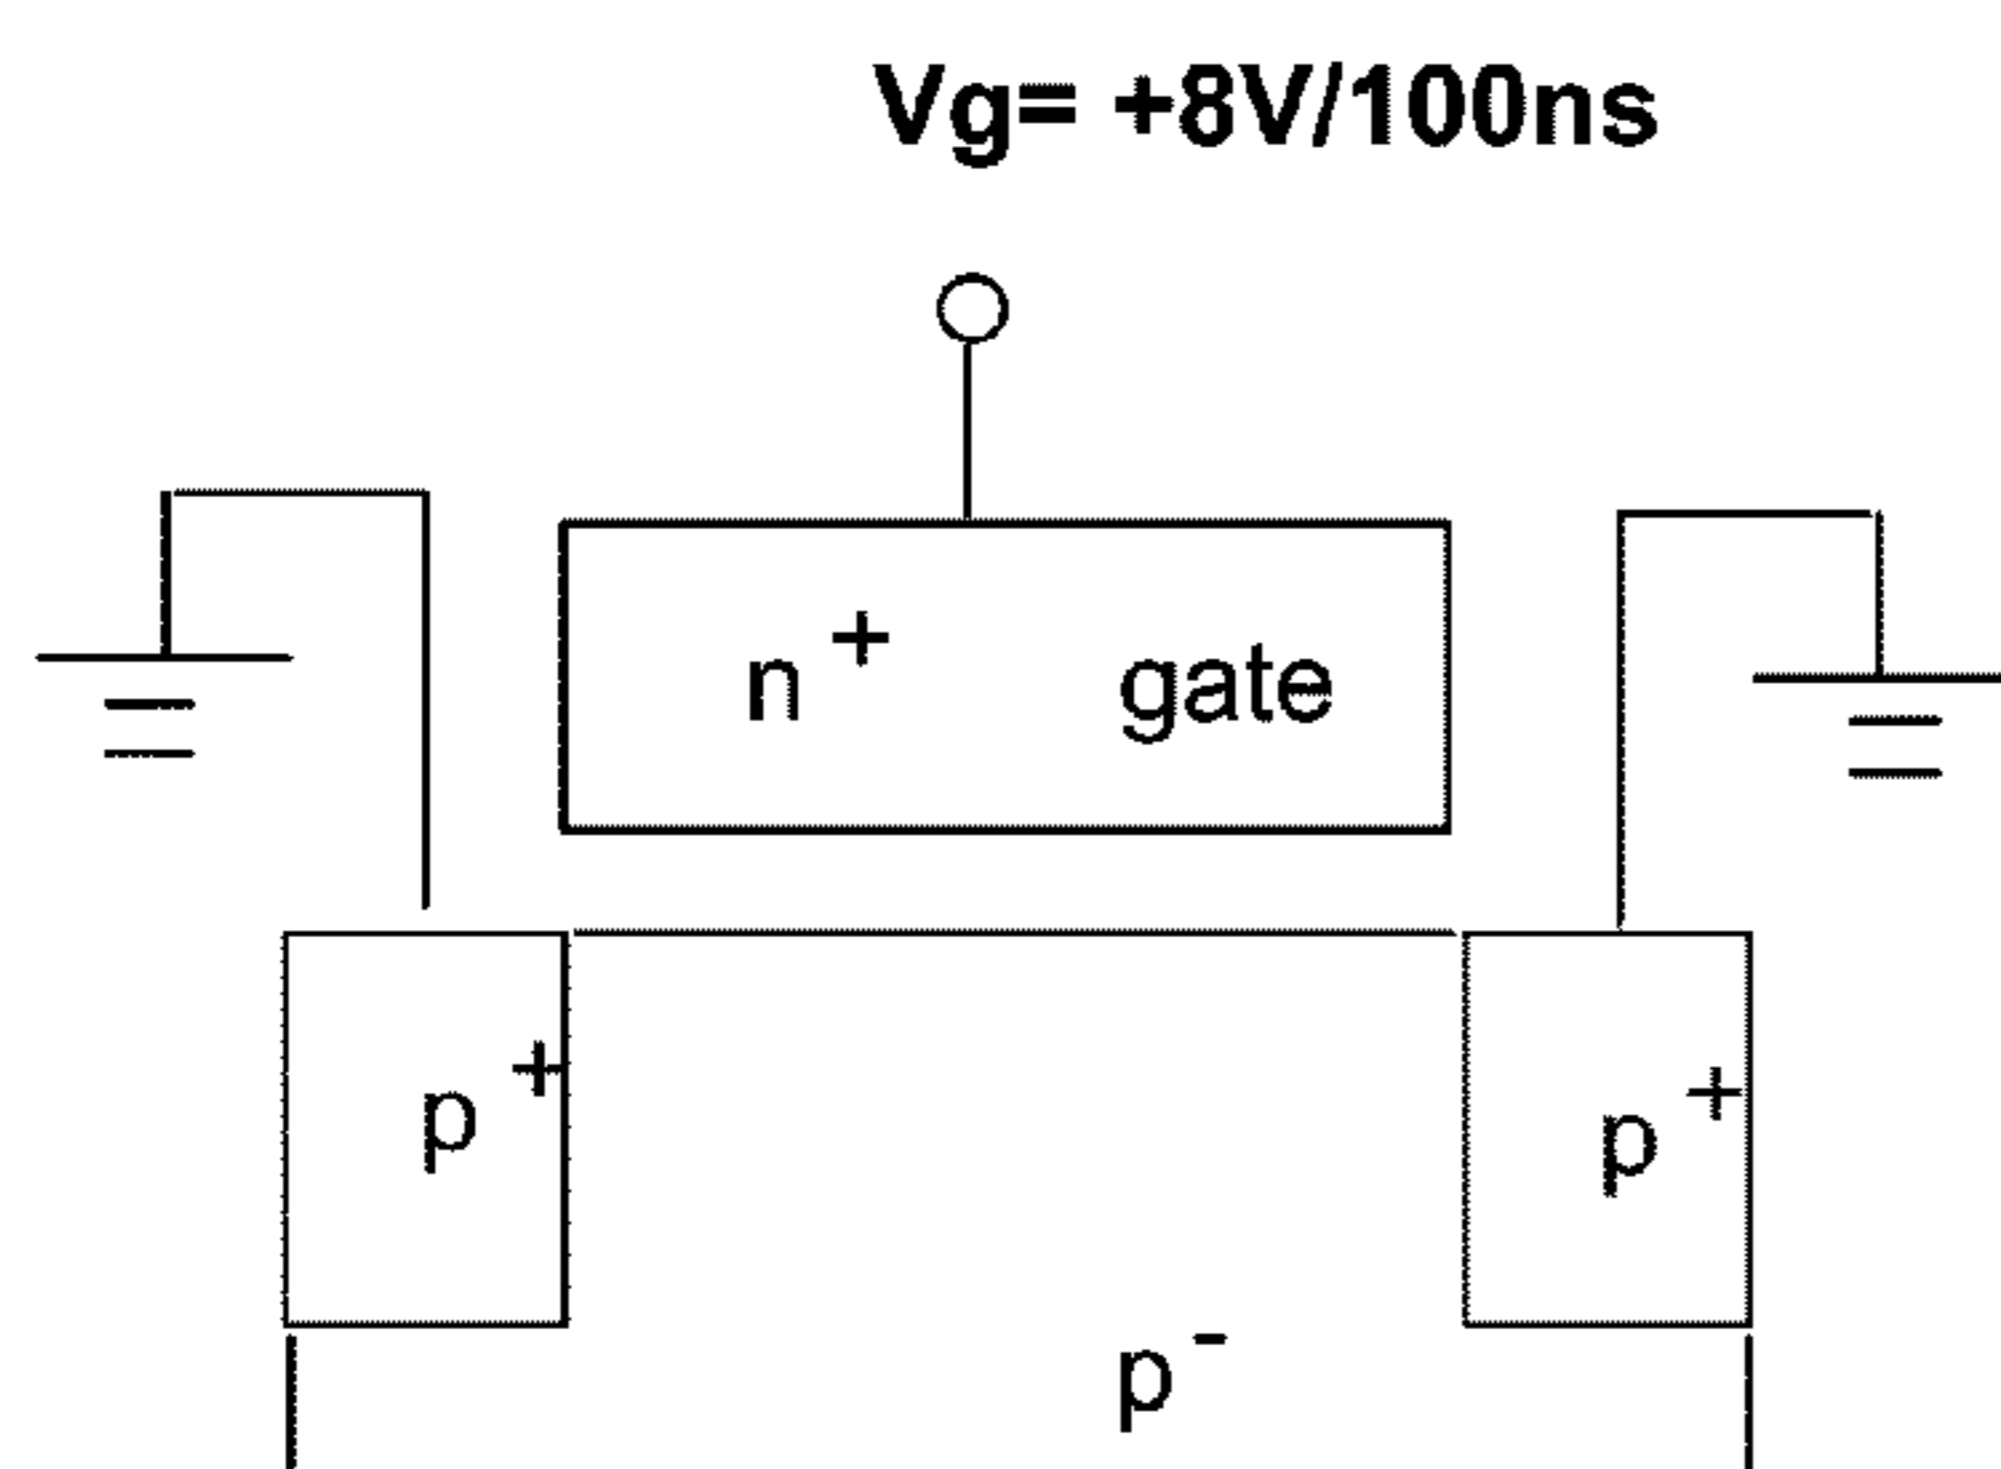 Vg= +8V/100ns
n⁺ gate
p⁺
p⁺
p⁻